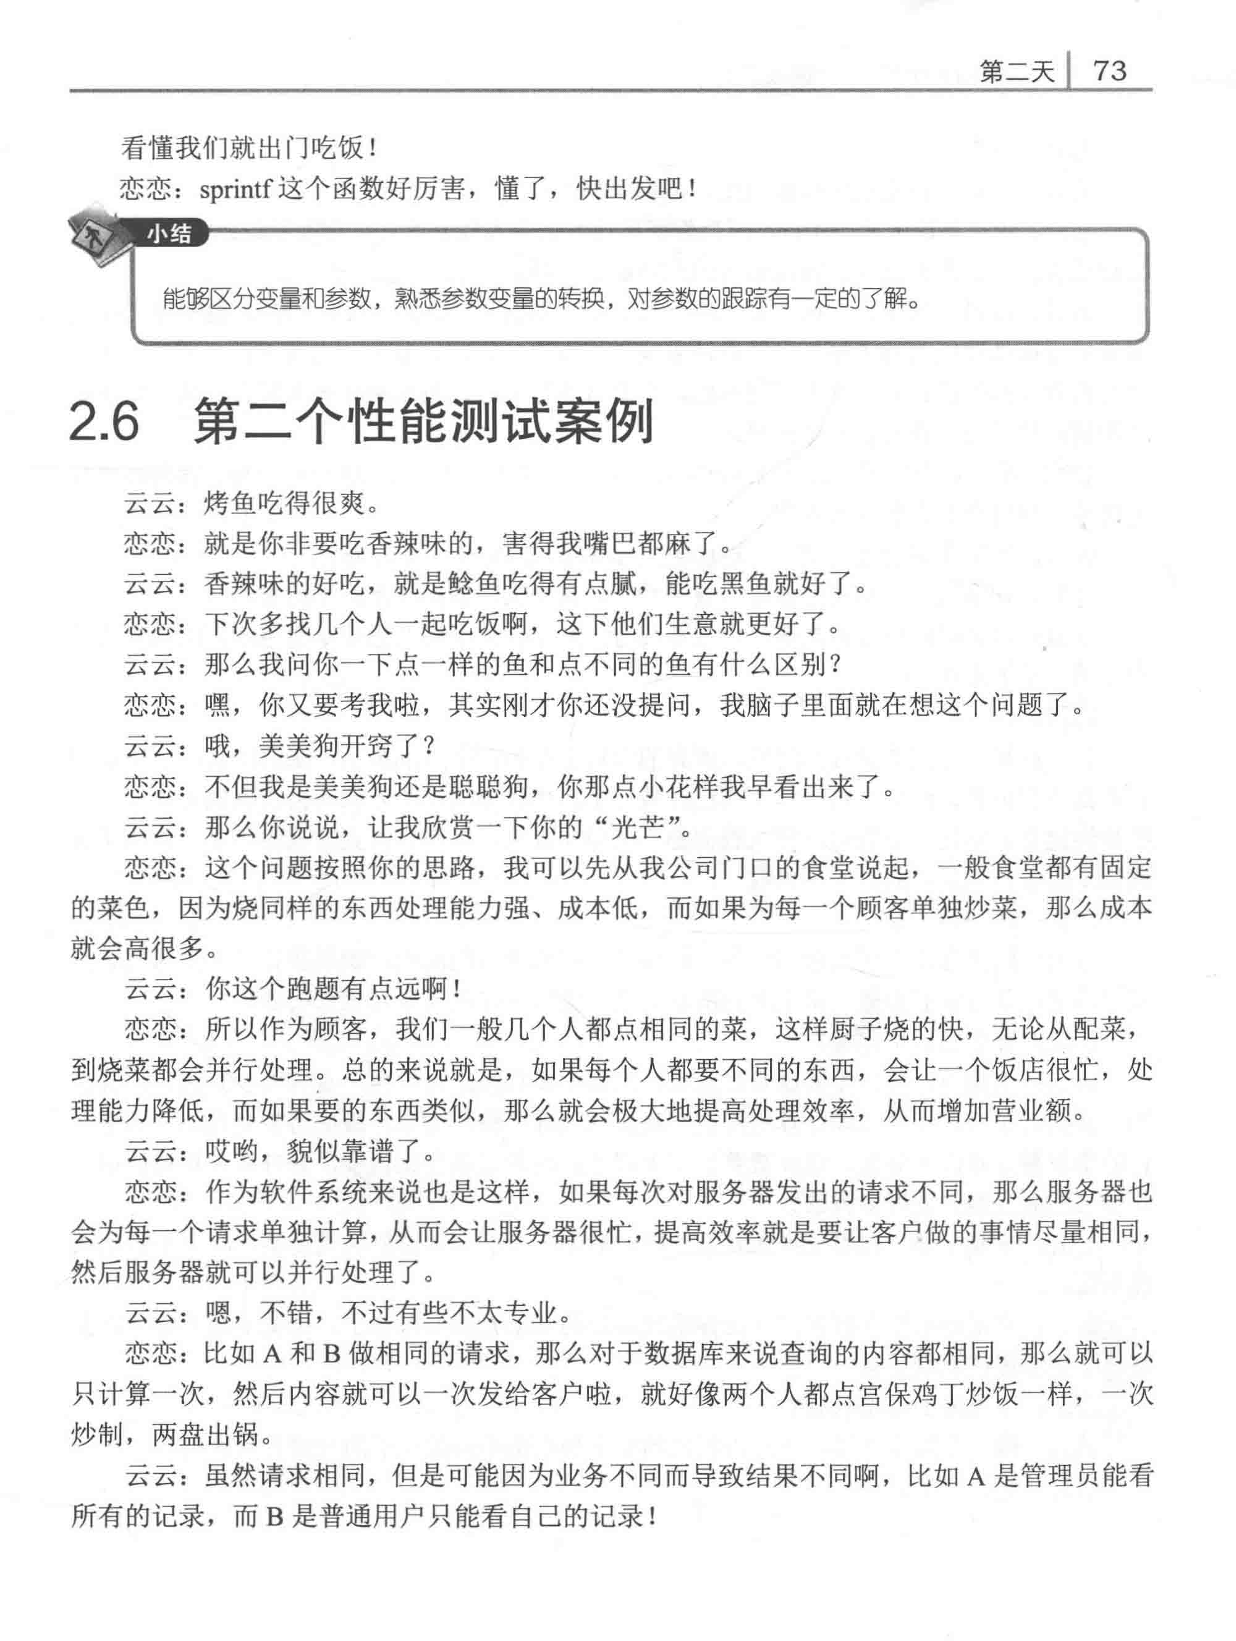 第二天 73
看懂我们就出门吃饭！
恋恋：sprintf 这个函数好厉害，懂了，快出发吧！
小结
能够区分变量和参数，熟悉参数变量的转换，对参数的跟踪有一定的了解。
2.6 第二个性能测试案例
云云：烤鱼吃得很爽。
恋恋：就是你非要吃香辣味的，害得我嘴巴都麻了。
云云：香辣味的好吃，就是鲶鱼吃得有点腻，能吃黑鱼就好了。
恋恋：下次多找几个人一起吃饭啊，这下他们生意就更好了。
云云：那么我问你一下点一样的鱼和点不同的鱼有什么区别？
恋恋：嘿，你又要考我啦，其实刚才你还没提问，我脑子里面就在想这个问题了。
云云：哦，美美狗开窍了？
恋恋：不但我是美美狗还是聪聪狗，你那点小花样我早看出来了。
云云：那么你说说，让我欣赏一下你的“光芒”。
恋恋：这个问题按照你的思路，我可以先从我公司门口的食堂说起，一般食堂都有固定
的菜色，因为烧同样的东西处理能力强、成本低，而如果为每一个顾客单独炒菜，那么成本
就会高很多。
云云：你这个跑题有点远啊！
恋恋：所以作为顾客，我们一般几个人都点相同的菜，这样厨子烧的快，无论从配菜，
到烧菜都会并行处理。总的来说就是，如果每个人都要不同的东西，会让一个饭店很忙，处
理能力降低，而如果要的东西类似，那么就会极大地提高处理效率，从而增加营业额。
云云：哎哟，貌似靠谱了。
恋恋：作为软件系统来说也是这样，如果每次对服务器发出的请求不同，那么服务器也
会为每一个请求单独计算，从而会让服务器很忙，提高效率就是要让客户做的事情尽量相同，
然后服务器就可以并行处理了。
云云：嗯，不错，不过有些不太专业。
恋恋：比如 A 和 B 做相同的请求，那么对于数据库来说查询的内容都相同，那么就可以
只计算一次，然后内容就可以一次发给客户啦，就好像两个人都点宫保鸡丁炒饭一样，一次
炒制，两盘出锅。
云云：虽然请求相同，但是可能因为业务不同而导致结果不同啊，比如 A 是管理员能看
所有的记录，而 B 是普通用户只能看自己的记录！